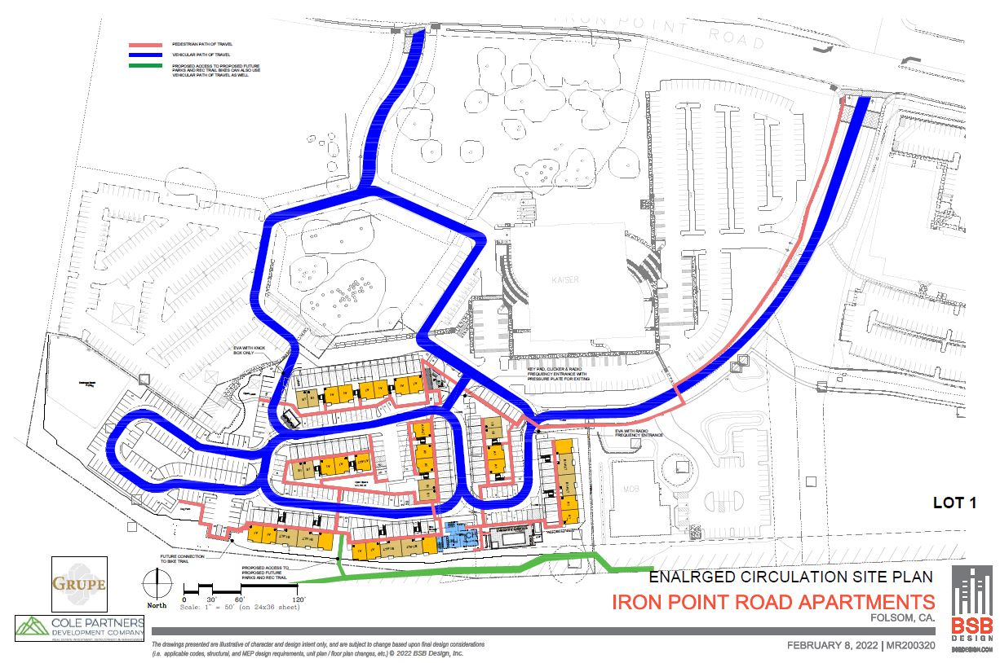 IRON POINT ROAD
PEDESTRIAN PATH OF TRAVEL
VEHICULAR PATH OF TRAVEL
PROPOSED ACCESS TO PROPOSED FUTURE
PARKS AND REC TRAIL BIKES CAN ALSO USE
VEHICULAR PATH OF TRAVEL AS WELL
KAISER
EVA WITH KNOX
BOX ONLY
KEY PAD, CLICKER & RADIO
FREQUENCY ENTRANCE WITH
PRESSURE PLATE FOR EXITING
EVA WITH RADIO
FREQUENCY ENTRANCE
Open Space
MOB
Dog Park
LOT 1
FUTURE CONNECTION
TO BIKE TRAIL
PROPOSED ACCESS TO
PROPOSED FUTURE
PARKS AND REC TRAIL
GRUPE
COLE PARTNERS
DEVELOPMENT COMPANY
North
0 30' 60' 120'
Scale: 1" = 50' (on 24x36 sheet)
ENALRGED CIRCULATION SITE PLAN
IRON POINT ROAD APARTMENTS
FOLSOM, CA.
The drawings presented are illustrative of character and design intent only, and are subject to change based upon final design considerations
(i.e. applicable codes, structural, and MEP design requirements, unit plan / floor plan changes, etc.) © 2022 BSB Design, Inc.
FEBRUARY 8, 2022 | MR200320
BSB
DESIGN
BSBDESIGN.COM